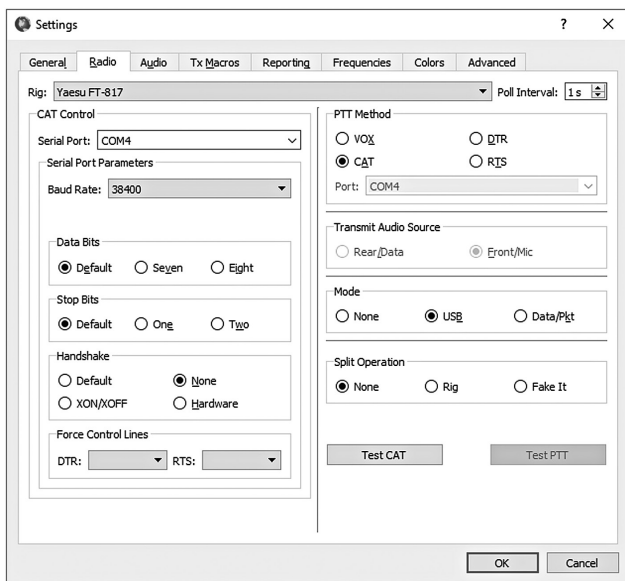 Settings
? X
General Radio Audio Tx Macros Reporting Frequencies Colors Advanced
Rig: Yaesu FT-817 Poll Interval: 1 s
CAT Control
Serial Port: COM4
Serial Port Parameters
Baud Rate: 38400
Data Bits
Default Seven Eight
Stop Bits
Default One Two
Handshake
Default None
XON/XOFF Hardware
Force Control Lines
DTR: RTS:
PTT Method
VOX DTR
CAT RTS
Port: COM4
Transmit Audio Source
Rear/Data Front/Mic
Mode
None USB Data/Pkt
Split Operation
None Rig Fake It
Test CAT Test PTT
OK Cancel